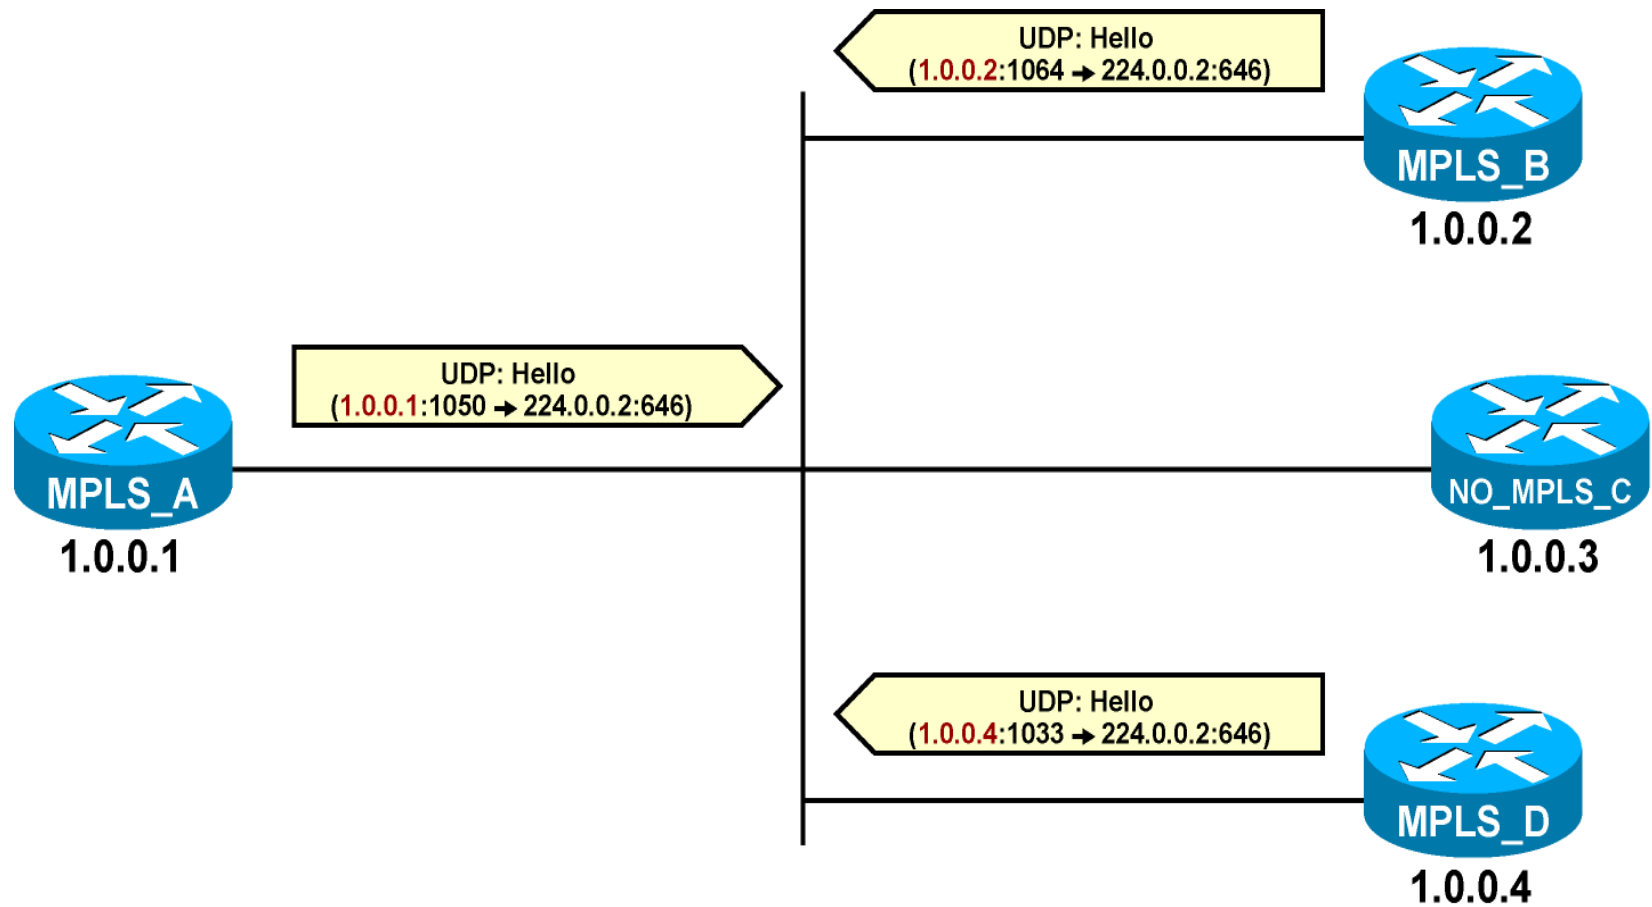 UDP: Hello
(1.0.0.2:1064 → 224.0.0.2:646)
MPLS_B
1.0.0.2
UDP: Hello
(1.0.0.1:1050 → 224.0.0.2:646)
MPLS_A
1.0.0.1
NO_MPLS_C
1.0.0.3
UDP: Hello
(1.0.0.4:1033 → 224.0.0.2:646)
MPLS_D
1.0.0.4